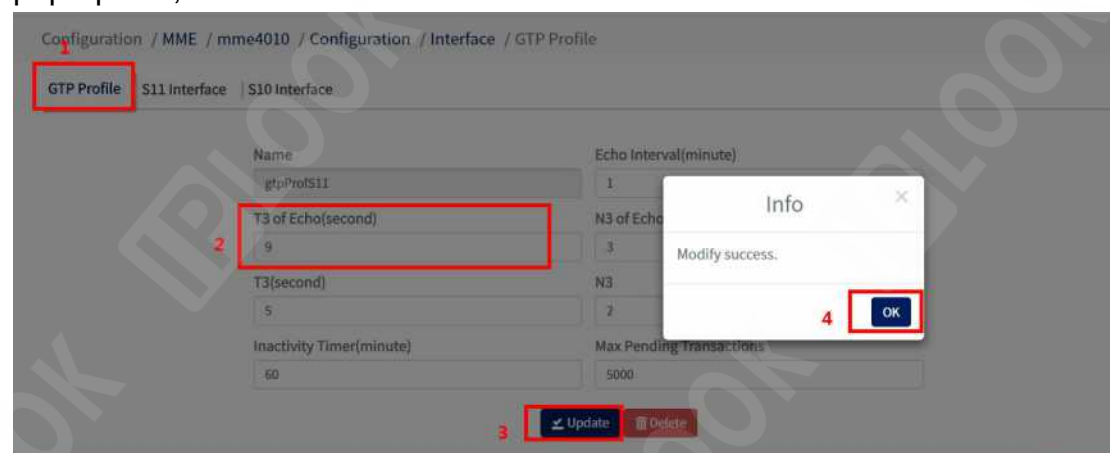 Configuration / MME / mme4010 / Configuration / Interface / GTP Profile
1
GTP Profile S11 Interface | S10 Interface
Name Echo Interval(minute)
gtpProfS11 1
Info ×
T3 of Echo(second) N3 of Echo
2 9 3
Modify success.
T3(second) N3
5 2
4 OK
Inactivity Timer(minute) Max Pending Transactions
60 5000
3 Update Delete
IPLOOK
IPLOOK